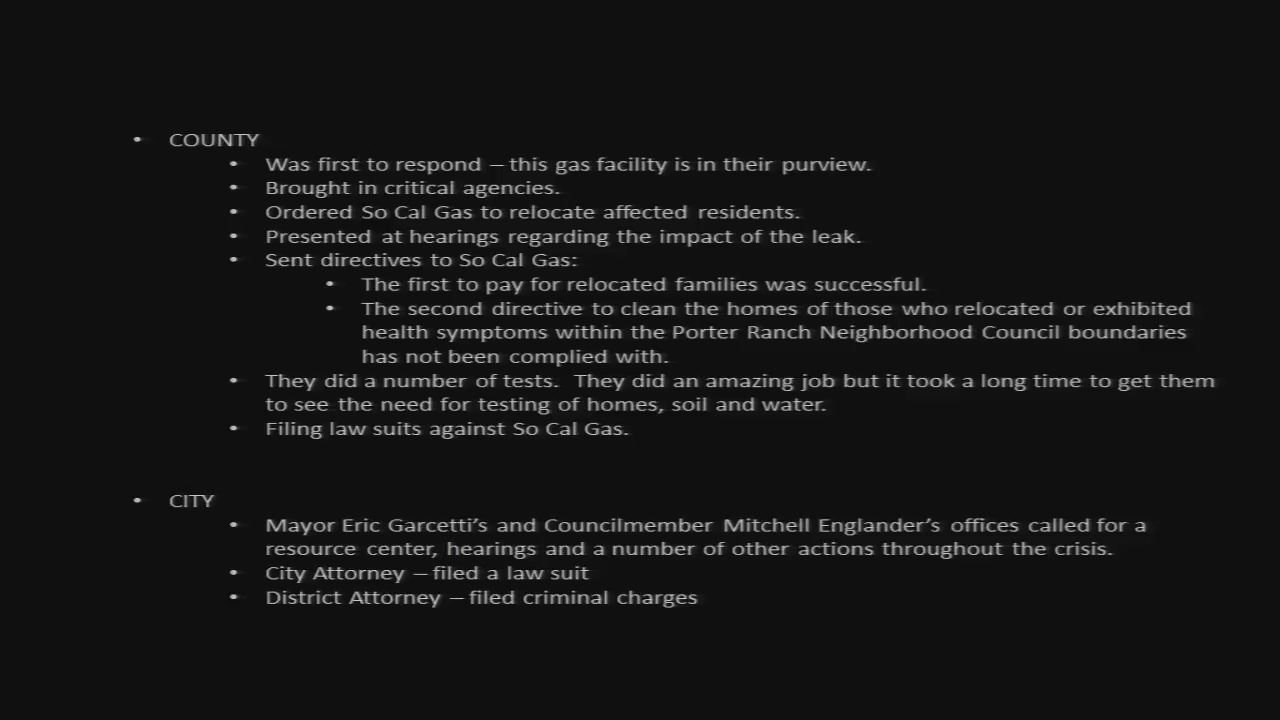 • COUNTY
• Was first to respond – this gas facility is in their purview.
• Brought in critical agencies.
• Ordered So Cal Gas to relocate affected residents.
• Presented at hearings regarding the impact of the leak.
• Sent directives to So Cal Gas:
• The first to pay for relocated families was successful.
• The second directive to clean the homes of those who relocated or exhibited
health symptoms within the Porter Ranch Neighborhood Council boundaries
has not been complied with.
• They did a number of tests.  They did an amazing job but it took a long time to get them
to see the need for testing of homes, soil and water.
• Filing law suits against So Cal Gas.
• CITY
• Mayor Eric Garcetti’s and Councilmember Mitchell Englander’s offices called for a
resource center, hearings and a number of other actions throughout the crisis.
• City Attorney – filed a law suit
• District Attorney – filed criminal charges